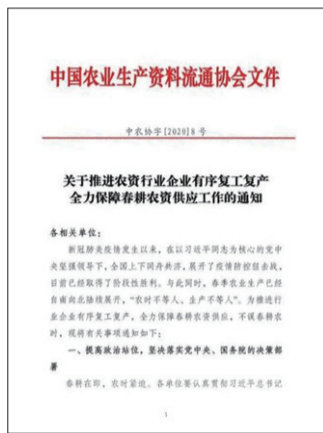 中国农业生产资料流通协会文件
中农协字[2020]8号
关于推进农资行业企业有序复工复产
全力保障春耕农资供应工作的通知
各相关单位：
新冠肺炎疫情发生以来，在以习近平同志为核心的党中
央坚强领导下，全国上下同舟共济，展开了疫情防控狙击战，
目前已经取得了阶段性胜利。与此同时，春季农业生产已经
自南向北陆续展开，“农时不等人、生产不等人”。为推进行
业企业有序复工复产、全力保障春耕农资供应，不误春耕农
时，现将有关事项通知如下：
一、提高政治站位，坚决落实党中央、国务院的决策部
署
春耕在即，农时紧迫。各单位要认真贯彻习近平总书记
1